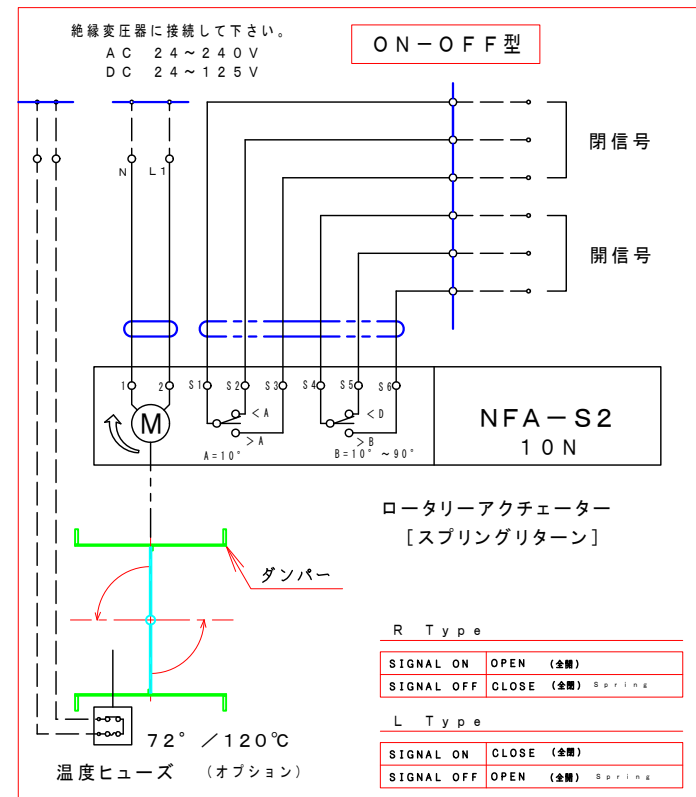 絶縁変圧器に接続して下さい。
AC 24~240V
DC 24~125V
ON-OFF型
閉信号
N L1
開信号
1 2 S1 S2 S3 S4 S5 S6
M
<A
>A
A=10°
<D
>B
B=10°~90°
NFA-S2
10N
ロータリーアクチェーター
[スプリングリターン]
ダンパー
R Type
SIGNAL ON OPEN (全開)
SIGNAL OFF CLOSE (全閉) Spring
L Type
SIGNAL ON CLOSE (全閉)
SIGNAL OFF OPEN (全開) Spring
72°/120℃
温度ヒューズ (オプション)